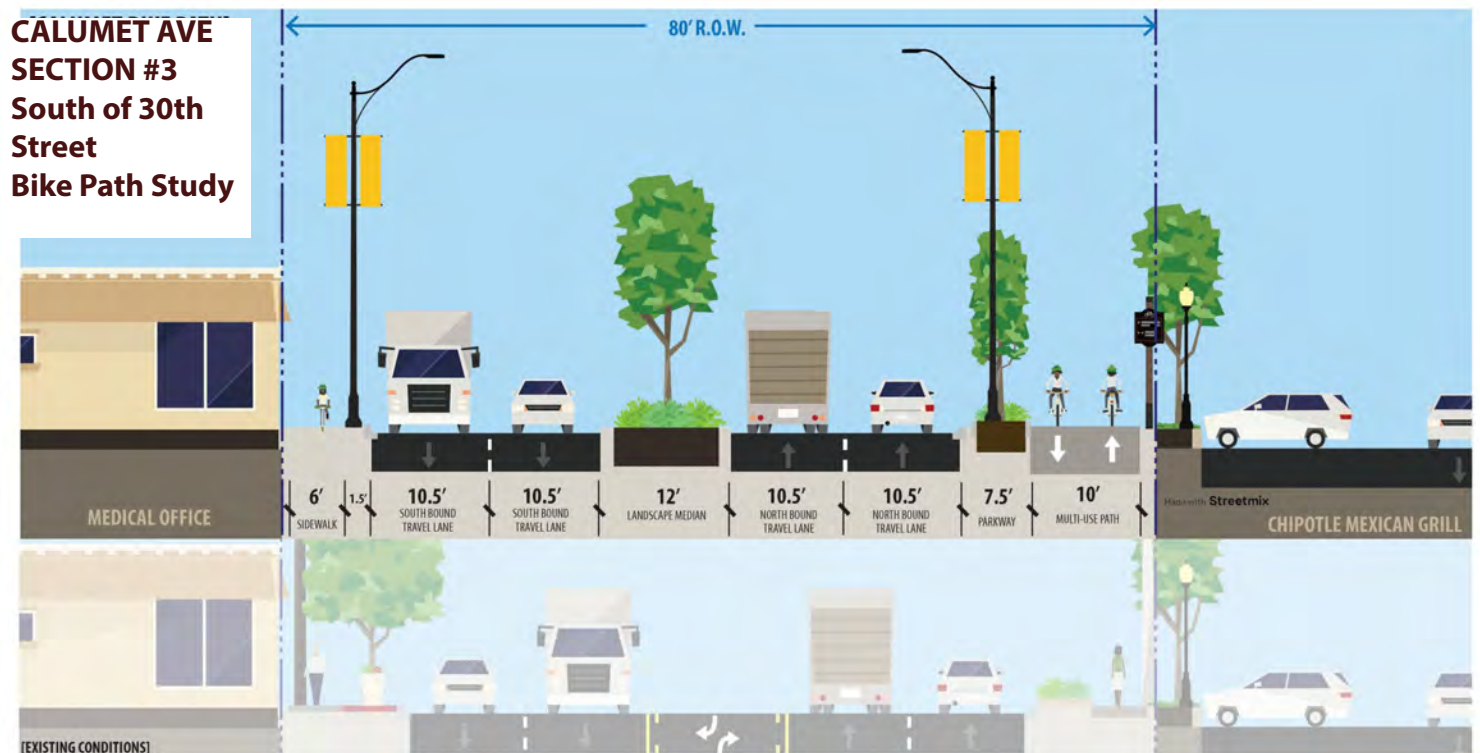 CALUMET AVE
SECTION #3
South of 30th
Street
Bike Path Study
80' R.O.W.
MEDICAL OFFICE
6'
SIDEWALK
1.5'
10.5'
SOUTH BOUND
TRAVEL LANE
10.5'
SOUTH BOUND
TRAVEL LANE
12'
LANDSCAPE MEDIAN
10.5'
NORTH BOUND
TRAVEL LANE
10.5'
NORTH BOUND
TRAVEL LANE
7.5'
PARKWAY
10'
MULTI-USE PATH
Made with Streetmix
CHIPOTLE MEXICAN GRILL
[EXISTING CONDITIONS]